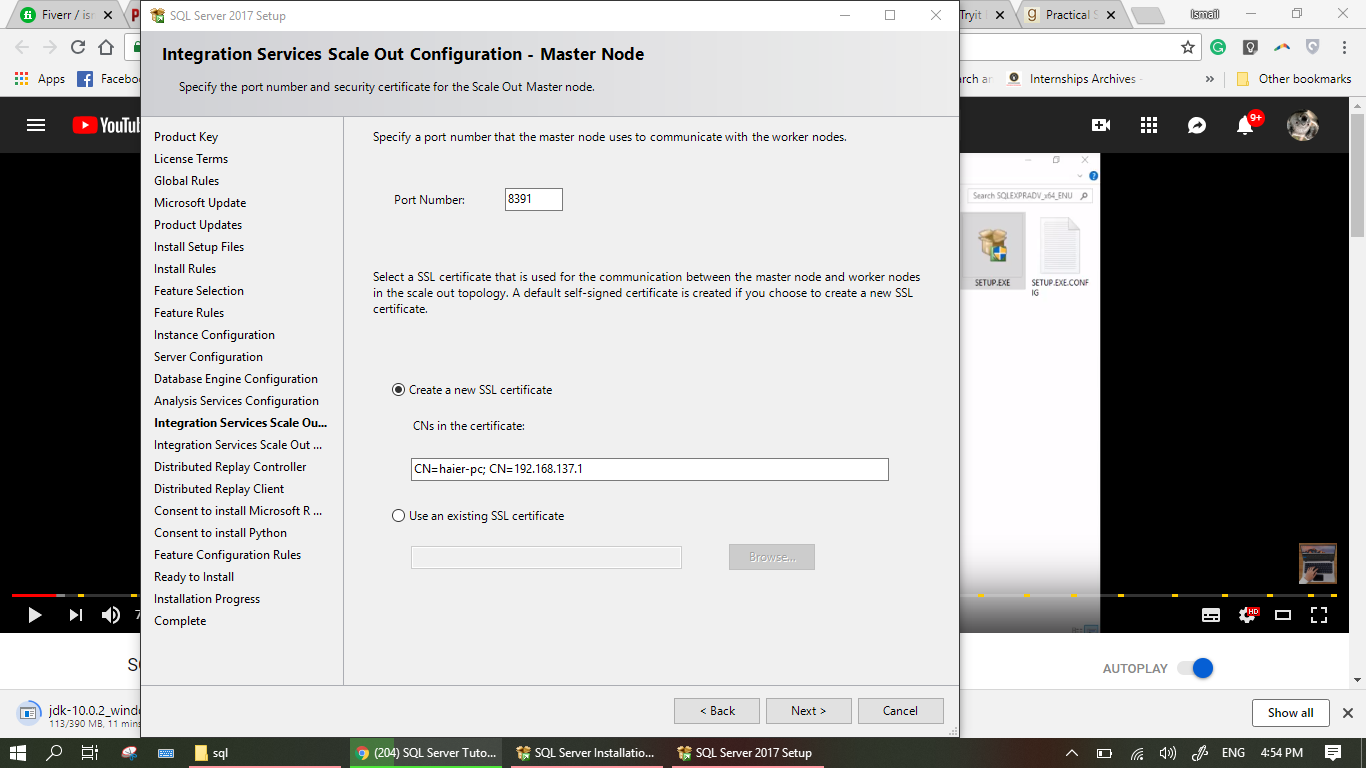 Fiverr / isr
SQL Server 2017 Setup
Tryit E
Practical S
Ismail
Apps
Facebo
arch an
Internships Archives -
»
Other bookmarks
Integration Services Scale Out Configuration - Master Node
Specify the port number and security certificate for the Scale Out Master node.
YouTu
9+
Product Key
License Terms
Global Rules
Microsoft Update
Product Updates
Install Setup Files
Install Rules
Feature Selection
Feature Rules
Instance Configuration
Server Configuration
Database Engine Configuration
Analysis Services Configuration
Integration Services Scale Ou...
Integration Services Scale Out ...
Distributed Replay Controller
Distributed Replay Client
Consent to install Microsoft R ...
Consent to install Python
Feature Configuration Rules
Ready to Install
Installation Progress
Complete
Specify a port number that the master node uses to communicate with the worker nodes.
Port Number:
8391
Select a SSL certificate that is used for the communication between the master node and worker nodes
in the scale out topology. A default self-signed certificate is created if you choose to create a new SSL
certificate.
Create a new SSL certificate
CNs in the certificate:
CN=haier-pc; CN=192.168.137.1
Use an existing SSL certificate
Browse...
< Back
Next >
Cancel
Search SQLEXPRADV_x64_ENU
SETUP.EXE
SETUP.EXE.CONF
IG
HD
AUTOPLAY
jdk-10.0.2_windo
113/390 MB, 11 mins
Show all
sql
(204) SQL Server Tuto...
SQL Server Installatio...
SQL Server 2017 Setup
ENG
4:54 PM